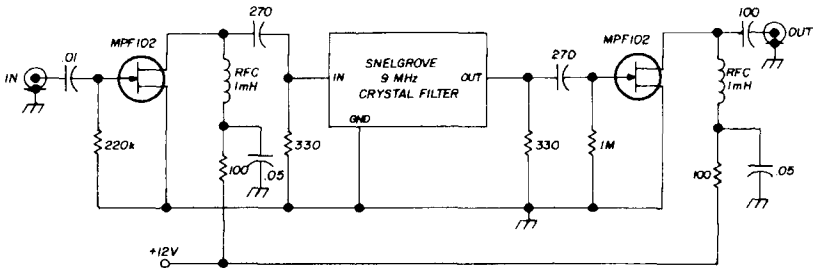 270
100
MPF102
MPF102
OUT
.01
SNELGROVE
9 MHz
CRYSTAL FILTER
270
IN
RFC
1mH
IN
OUT
RFC
1mH
GND
220k
100
.05
330
330
1M
100
.05
+12V